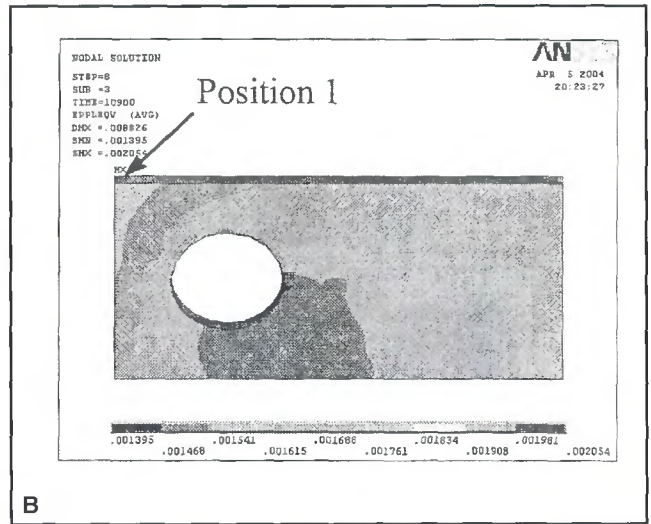 NODAL SOLUTION
STEP=8
SUB =3
TIME=10900
EPPLEQV (AVG)
DMX =.008826
SMN =.001395
SMX =.002054
AN
APR 5 2004
20:23:27
Position 1
MX
.001395 .001541 .001688 .001834 .001981
.001468 .001615 .001761 .001908 .002054
B